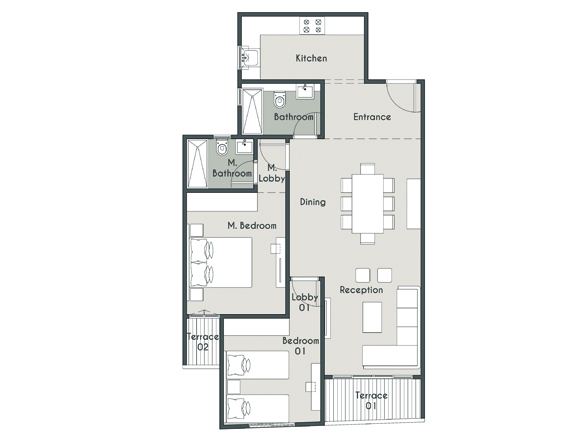 Kitchen
Bathroom
Entrance
M.
Bathroom
M.
Lobby
Dining
M. Bedroom
Reception
Lobby
01
Terrace
02
Bedroom
01
Terrace
01